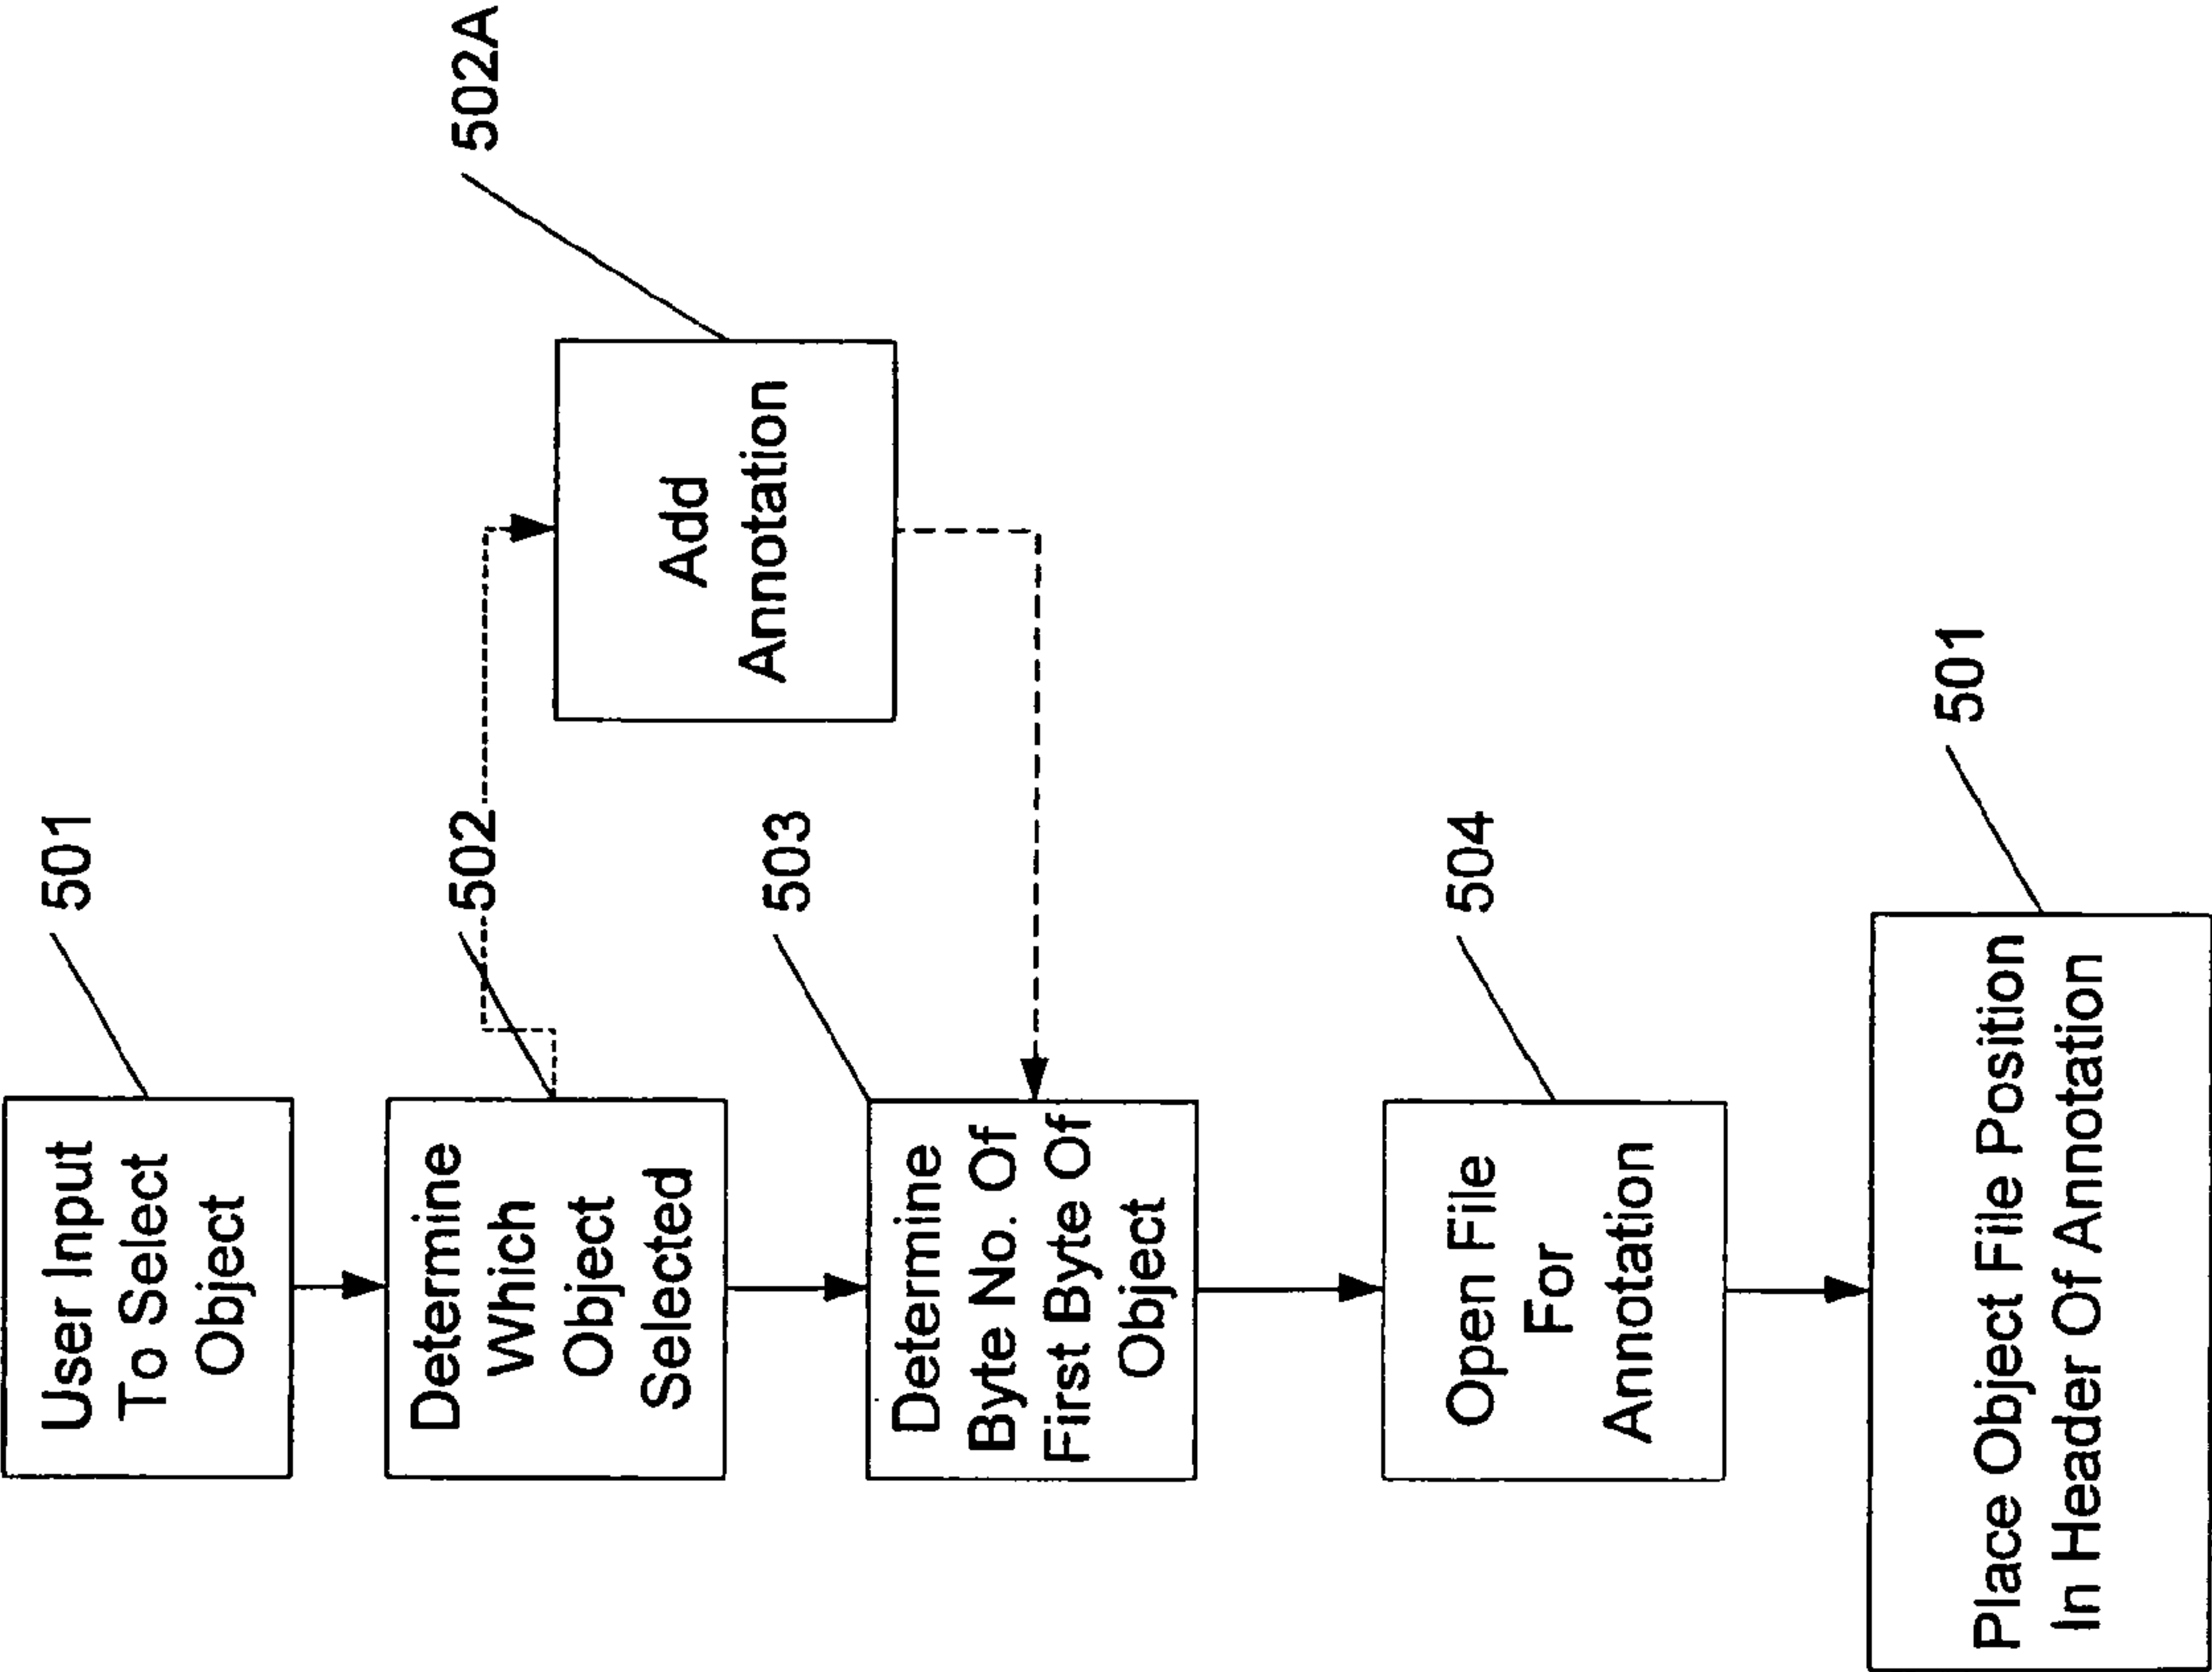 User Input
To Select
Object
501
Determine
Which
Object
Selected
502
Add
Annotation
502A
Determine
Byte No. Of
First Byte Of
Object
503
Open File
For
Annotation
504
Place Object File Position
In Header Of Annotation
501